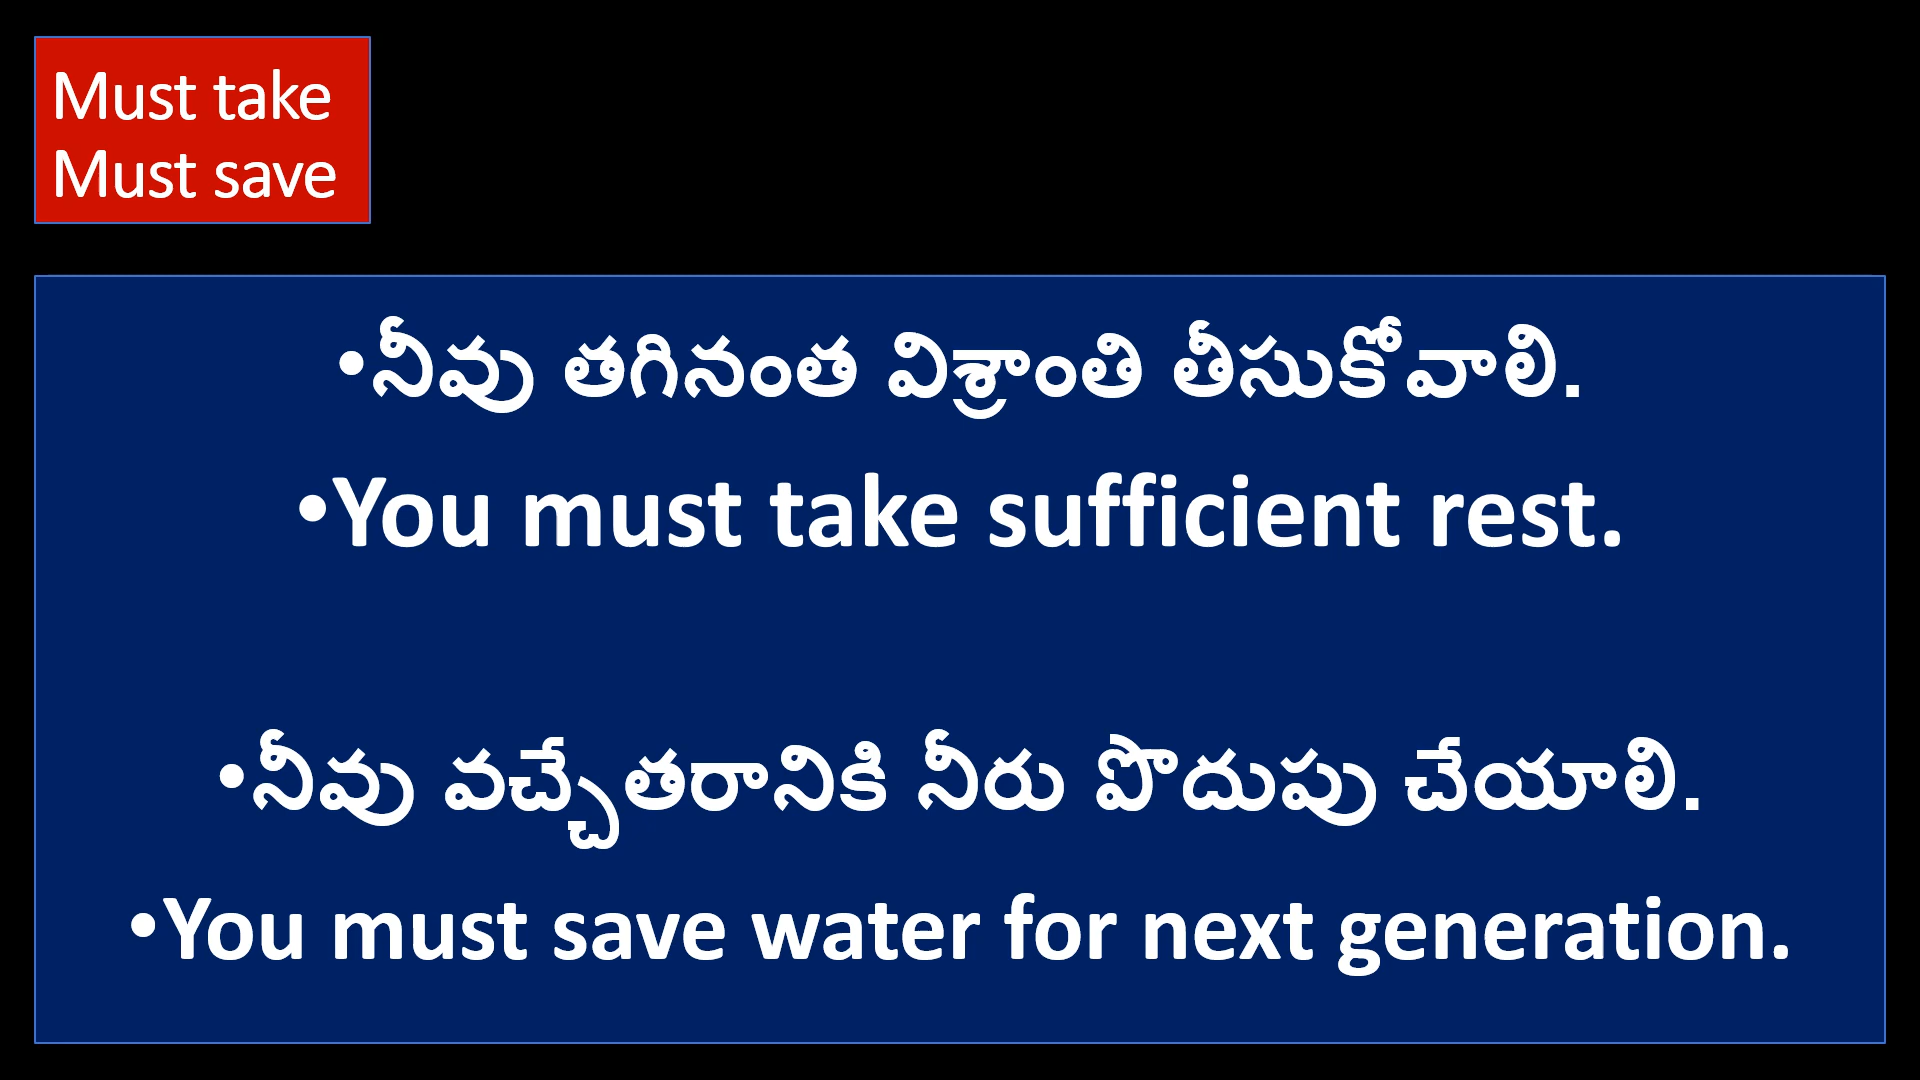 Must take
Must save
•నీవు తగినంత విశ్రాంతి తీసుకోవాలి.
•You must take sufficient rest.
•నీవు వచ్చేతరానికి నీరు పొదుపు చేయాలి.
•You must save water for next generation.